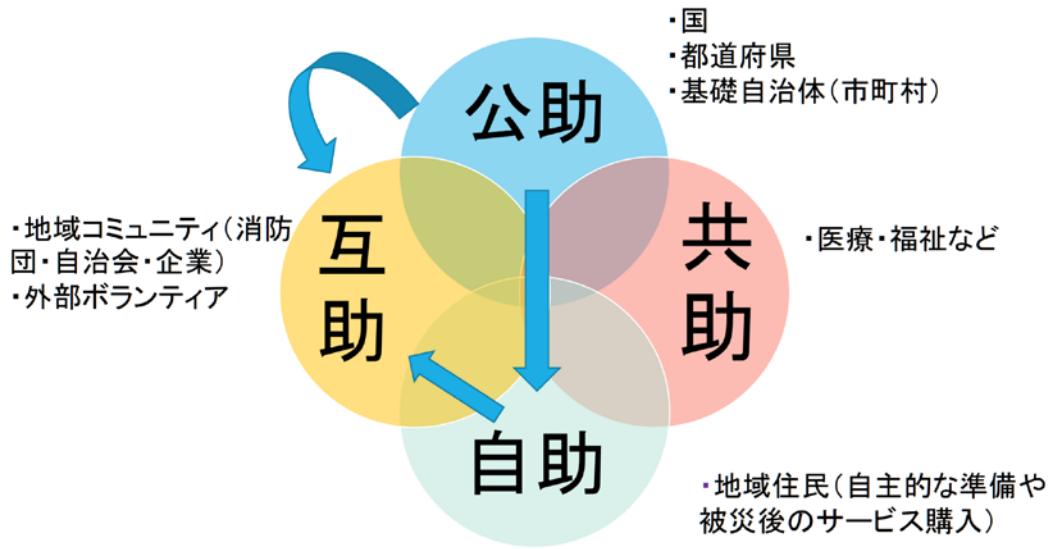 ・国
・都道府県
・基礎自治体(市町村)
公助
互
助
共
助
自助
・地域コミュニティ(消防
団・自治会・企業)
・外部ボランティア
・医療・福祉など
・地域住民(自主的な準備や
被災後のサービス購入)